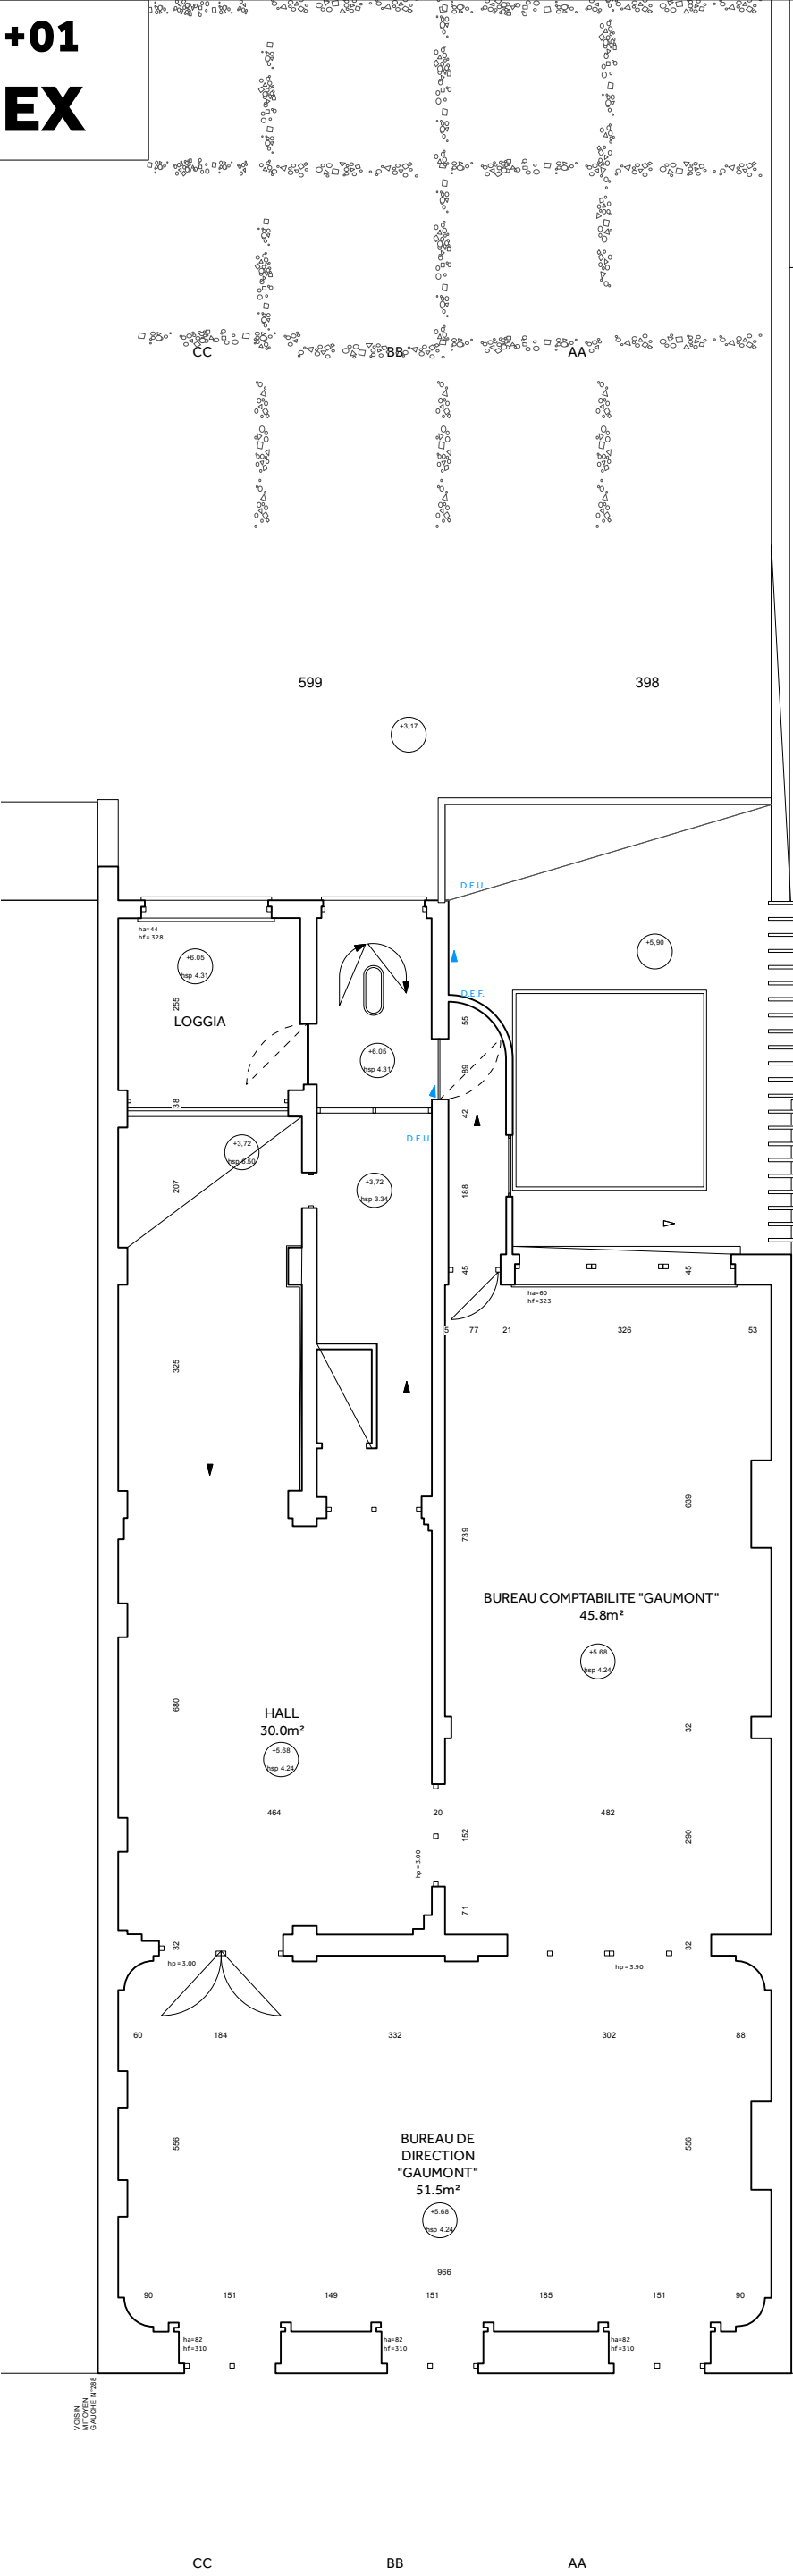 +01
EX
CC BB AA
599 398
+3,17
D.E.U.
ha=44
hf= 328
+6.05
hsp 4.31
+5,90
D.E.F.
255
LOGGIA
55
+6.05
hsp 4.31
89
38
42
D.E.U.
+3,72
hsp 6.50
207
+3,72
hsp 3.34
188
45
45
ha=60
hf=323
5 77 21 326 53
325
639
739
BUREAU COMPTABILITE "GAUMONT"
45.8m²
+5.68
hsp 4.24
680
HALL
30.0m²
+5.68
hsp 4.24
32
464 20 482
152
290
hp=3.00
71
32
32
hp=3.00
hp=3.90
60 184 332 302 88
556
556
BUREAU DE
DIRECTION
"GAUMONT"
51.5m²
+5.68
hsp 4.24
966
90 151 149 151 185 151 90
ha=82
hf=310
ha=82
hf=310
ha=82
hf=310
VOISIN
MITOYEN
GAUCHE N°288
CC BB AA